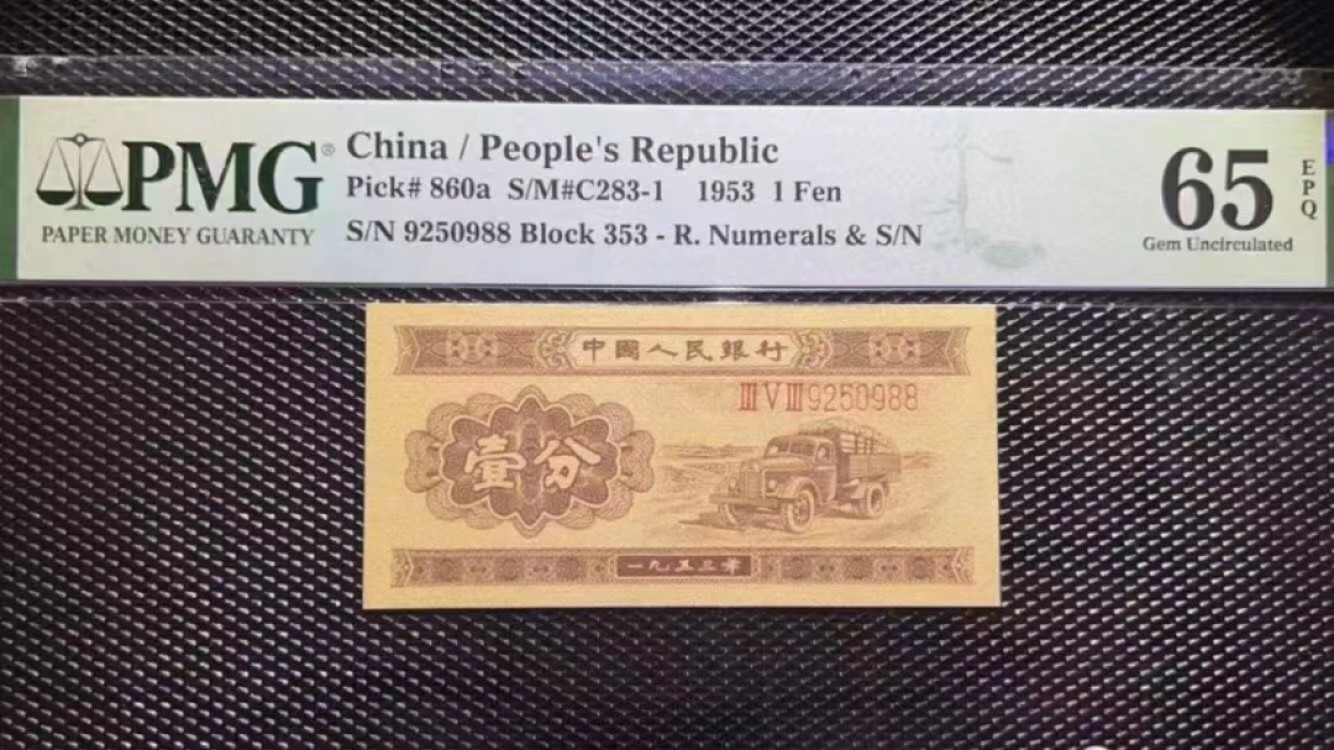 PMG®
PAPER MONEY GUARANTY
China / People's Republic
Pick# 860a S/M#C283-1 1953 1 Fen
S/N 9250988 Block 353 - R. Numerals & S/N
65
EPQ
Gem Uncirculated
中國人民銀行
ⅢⅤⅢ9250988
壹分
一九五三年